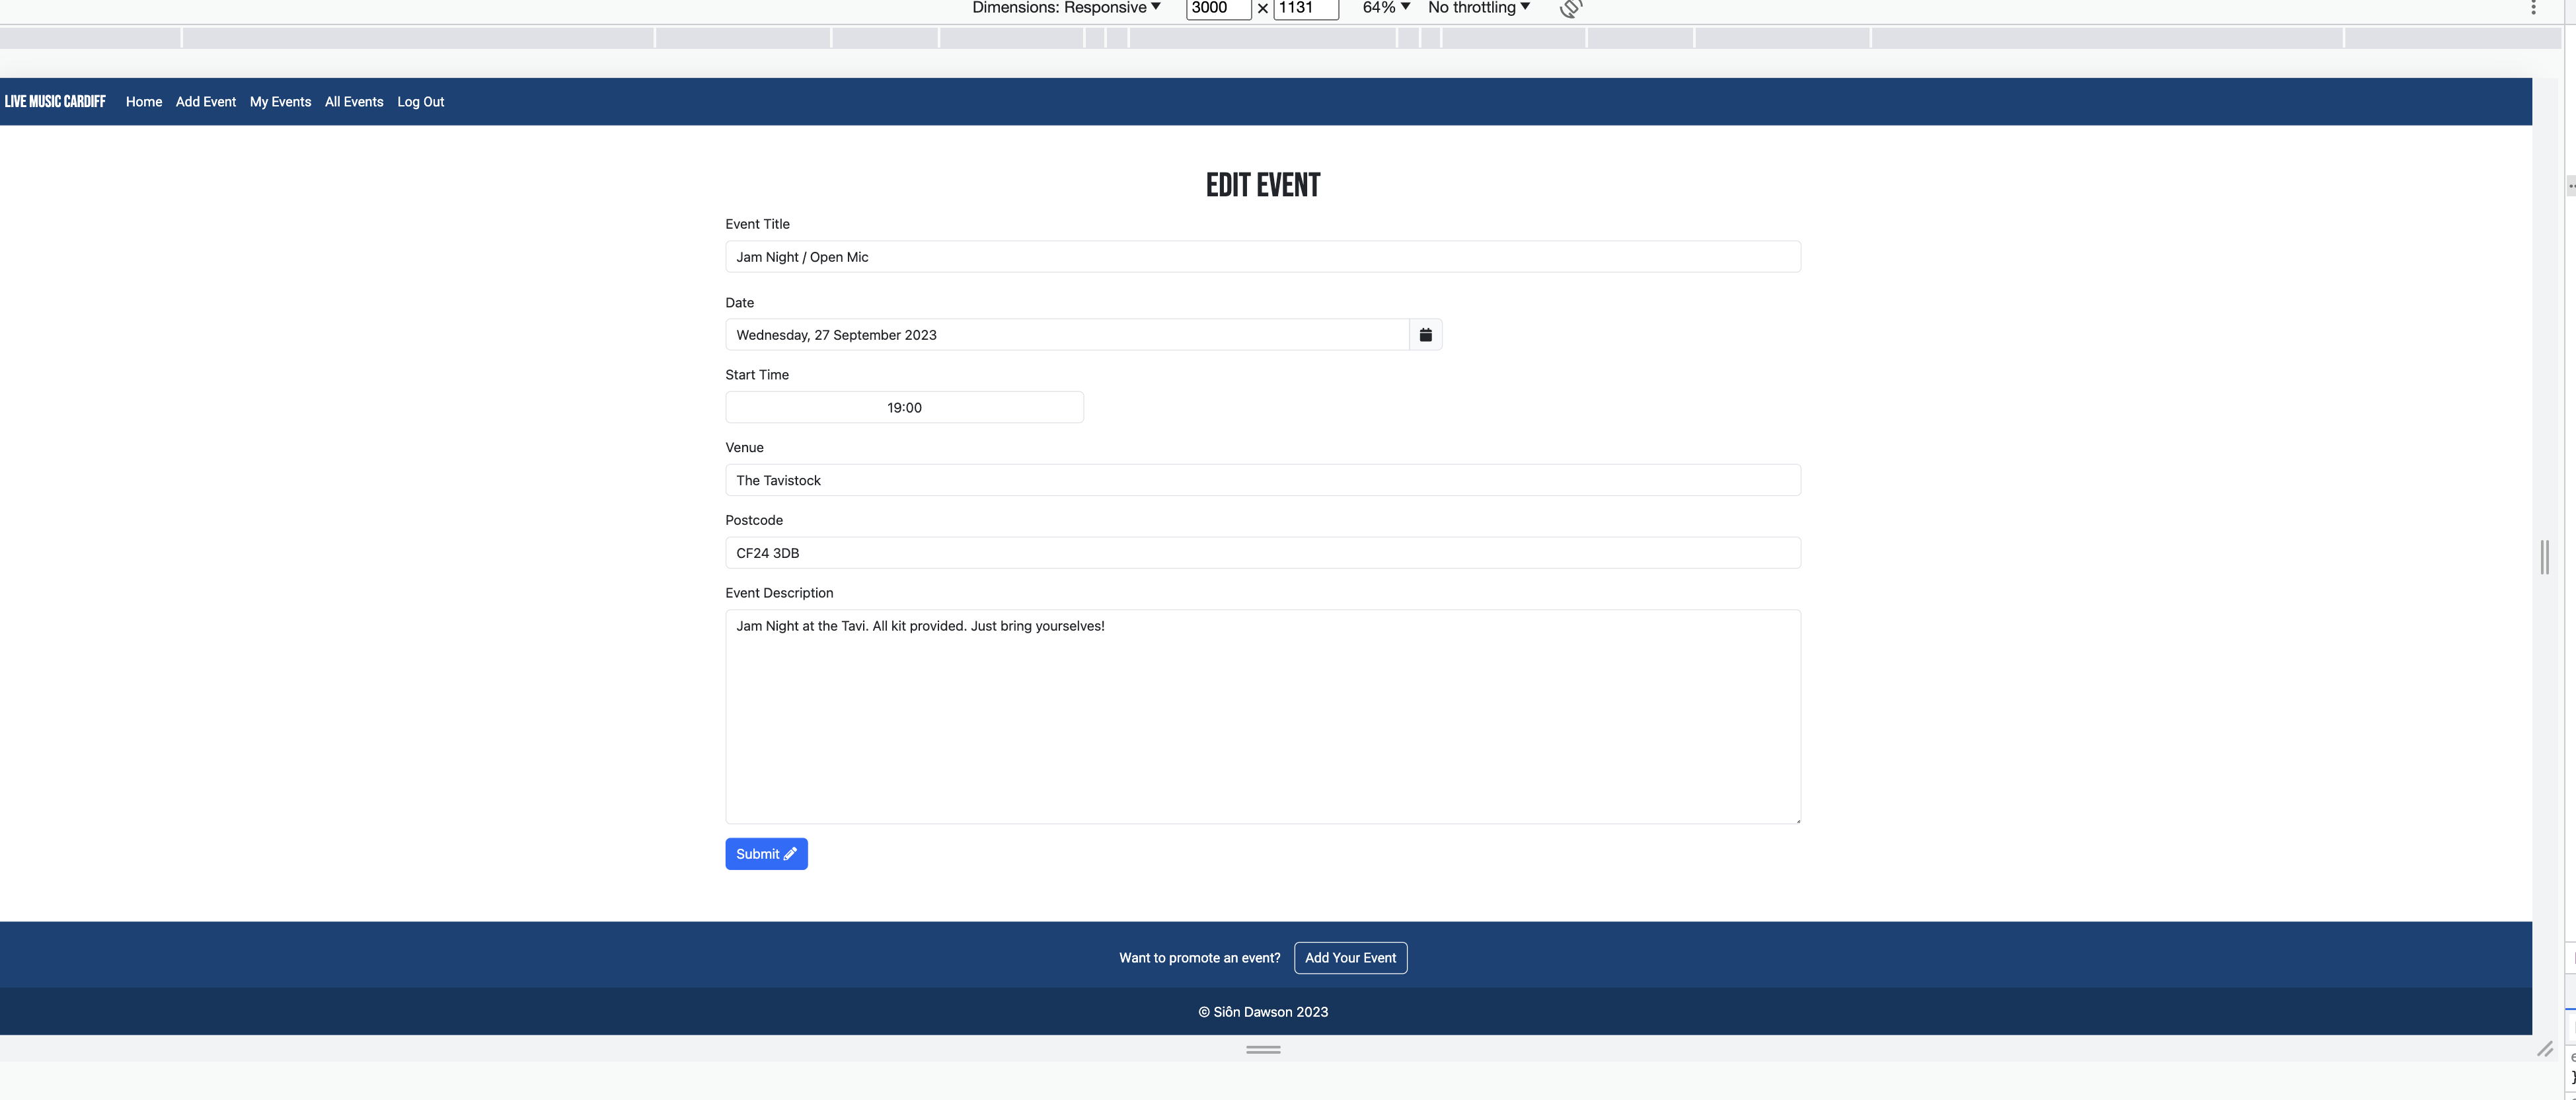 Dimensions: Responsive 3000 × 1131 64% No throttling
LIVE MUSIC CARDIFF Home Add Event My Events All Events Log Out
EDIT EVENT
Event Title
Jam Night / Open Mic
Date
Wednesday, 27 September 2023
Start Time
19:00
Venue
The Tavistock
Postcode
CF24 3DB
Event Description
Jam Night at the Tavi. All kit provided. Just bring yourselves!
Submit
Want to promote an event? Add Your Event
© Siôn Dawson 2023